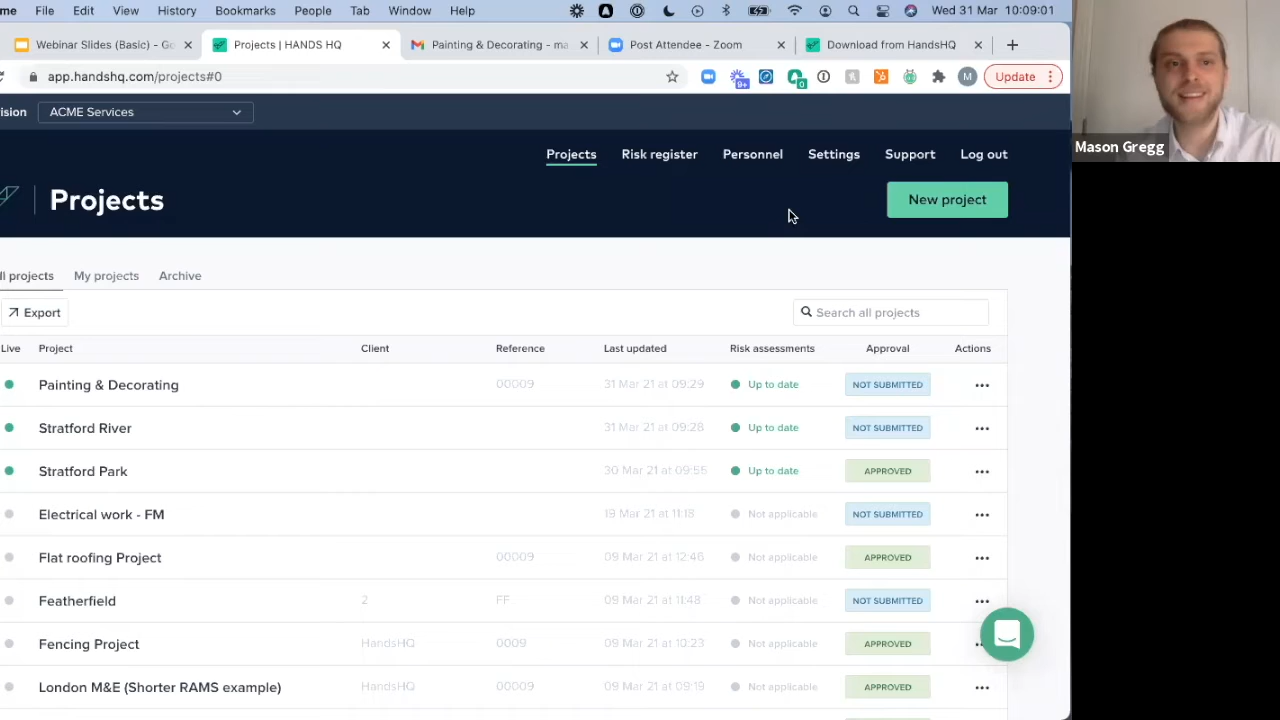 me File Edit View History Bookmarks People Tab Window Help Wed 31 Mar 10:09:01
Webinar Slides (Basic) - Go Projects | HANDS HQ Painting & Decorating - ma Post Attendee - Zoom Download from HandsHQ
app.handshq.com/projects#0 9+ 0 M Update
ision ACME Services
Mason Gregg
Projects Risk register Personnel Settings Support Log out
Projects New project
ll projects My projects Archive
Export Search all projects
Live Project Client Reference Last updated Risk assessments Approval Actions
Painting & Decorating 00009 31 Mar 21 at 09:29 Up to date NOT SUBMITTED
Stratford River 31 Mar 21 at 09:28 Up to date NOT SUBMITTED
Stratford Park 30 Mar 21 at 09:55 Up to date APPROVED
Electrical work - FM 19 Mar 21 at 11:18 Not applicable NOT SUBMITTED
Flat roofing Project 00009 09 Mar 21 at 12:46 Not applicable APPROVED
Featherfield 2 FF 09 Mar 21 at 11:48 Not applicable NOT SUBMITTED
Fencing Project HandsHQ 0009 09 Mar 21 at 10:23 Not applicable APPROVED
London M&E (Shorter RAMS example) HandsHQ 00009 09 Mar 21 at 09:19 Not applicable APPROVED